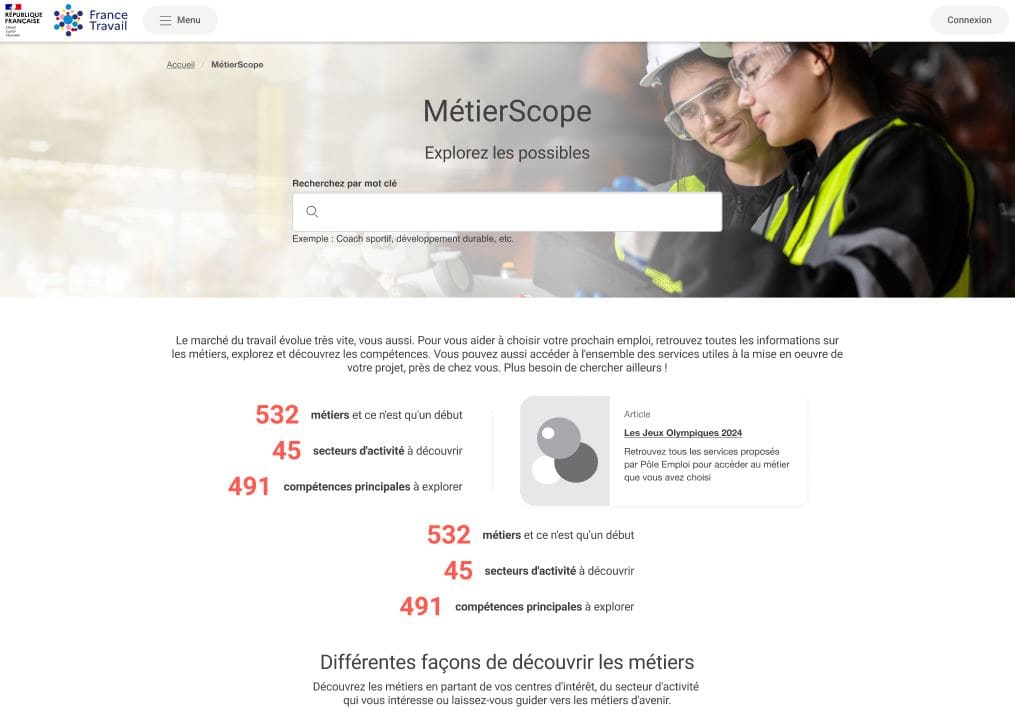 RÉPUBLIQUE
FRANÇAISE
Liberté
Égalité
Fraternité
France
Travail
Menu
Connexion
Accueil / MétierScope
MétierScope
Explorez les possibles
Recherchez par mot clé
Exemple : Coach sportif, développement durable, etc.
Le marché du travail évolue très vite, vous aussi. Pour vous aider à choisir votre prochain emploi, retrouvez toutes les informations sur
les métiers, explorez et découvrez les compétences. Vous pouvez aussi accéder à l'ensemble des services utiles à la mise en oeuvre de
votre projet, près de chez vous. Plus besoin de chercher ailleurs !
532 métiers et ce n'est qu'un début
45 secteurs d'activité à découvrir
491 compétences principales à explorer
Article
Les Jeux Olympiques 2024
Retrouvez tous les services proposés
par Pôle Emploi pour accéder au métier
que vous avez choisi
532 métiers et ce n'est qu'un début
45 secteurs d'activité à découvrir
491 compétences principales à explorer
Différentes façons de découvrir les métiers
Découvrez les métiers en partant de vos centres d'intérêt, du secteur d'activité
qui vous intéresse ou laissez-vous guider vers les métiers d'avenir.